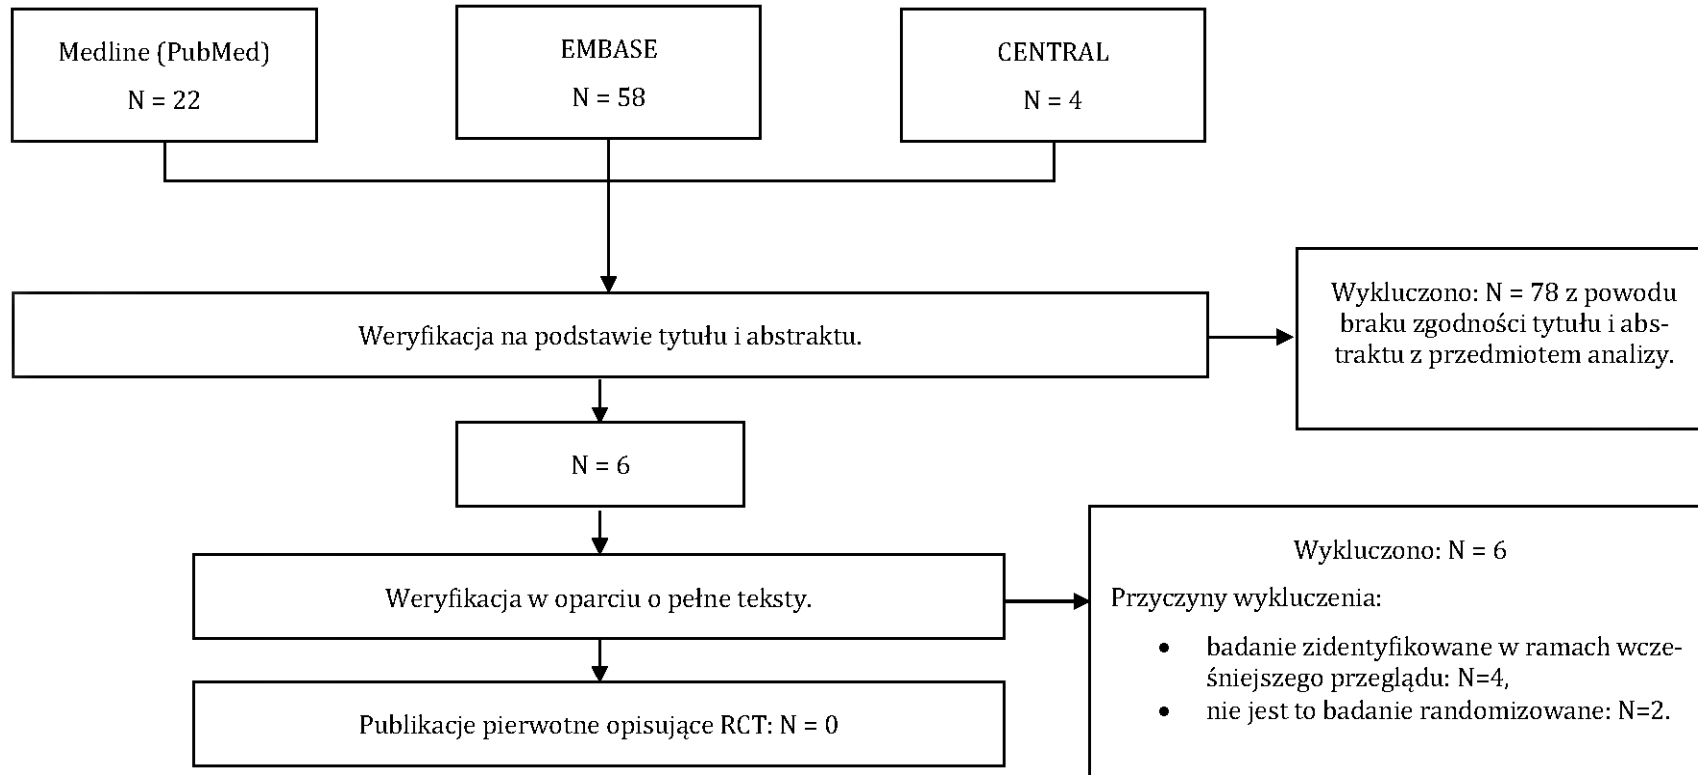 Medline (PubMed)
N = 22
EMBASE
N = 58
CENTRAL
N = 4
Weryfikacja na podstawie tytułu i abstraktu.
Wykluczono: N = 78 z powodu
braku zgodności tytułu i abs-
traktu z przedmiotem analizy.
N = 6
Weryfikacja w oparciu o pełne teksty.
Wykluczono: N = 6
Przyczyny wykluczenia:
• badanie zidentyfikowane w ramach wcze-
śniejszego przeglądu: N=4,
• nie jest to badanie randomizowane: N=2.
Publikacje pierwotne opisujące RCT: N = 0